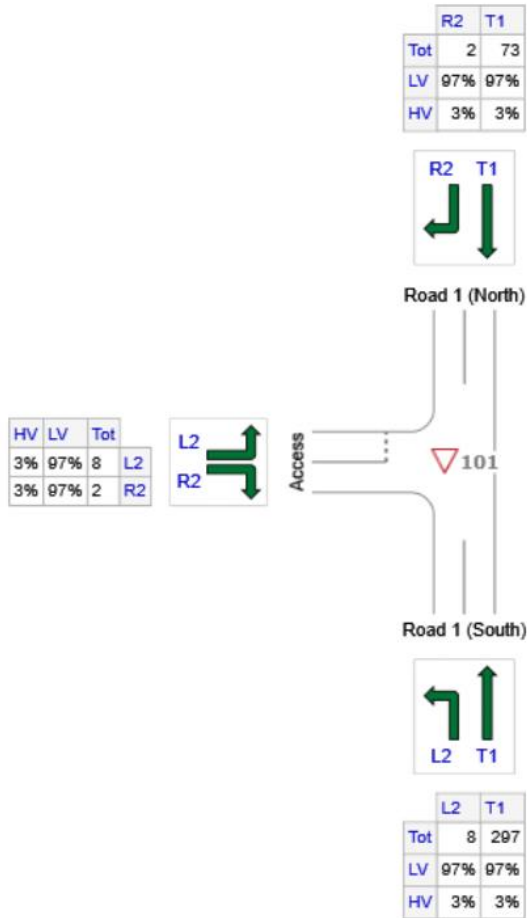 R2 T1
Tot 2 73
LV 97% 97%
HV 3% 3%
R2 T1
Road 1 (North)
HV LV Tot
3% 97% 8 L2
3% 97% 2 R2
L2
R2
Access
101
Road 1 (South)
L2 T1
L2 T1
Tot 8 297
LV 97% 97%
HV 3% 3%